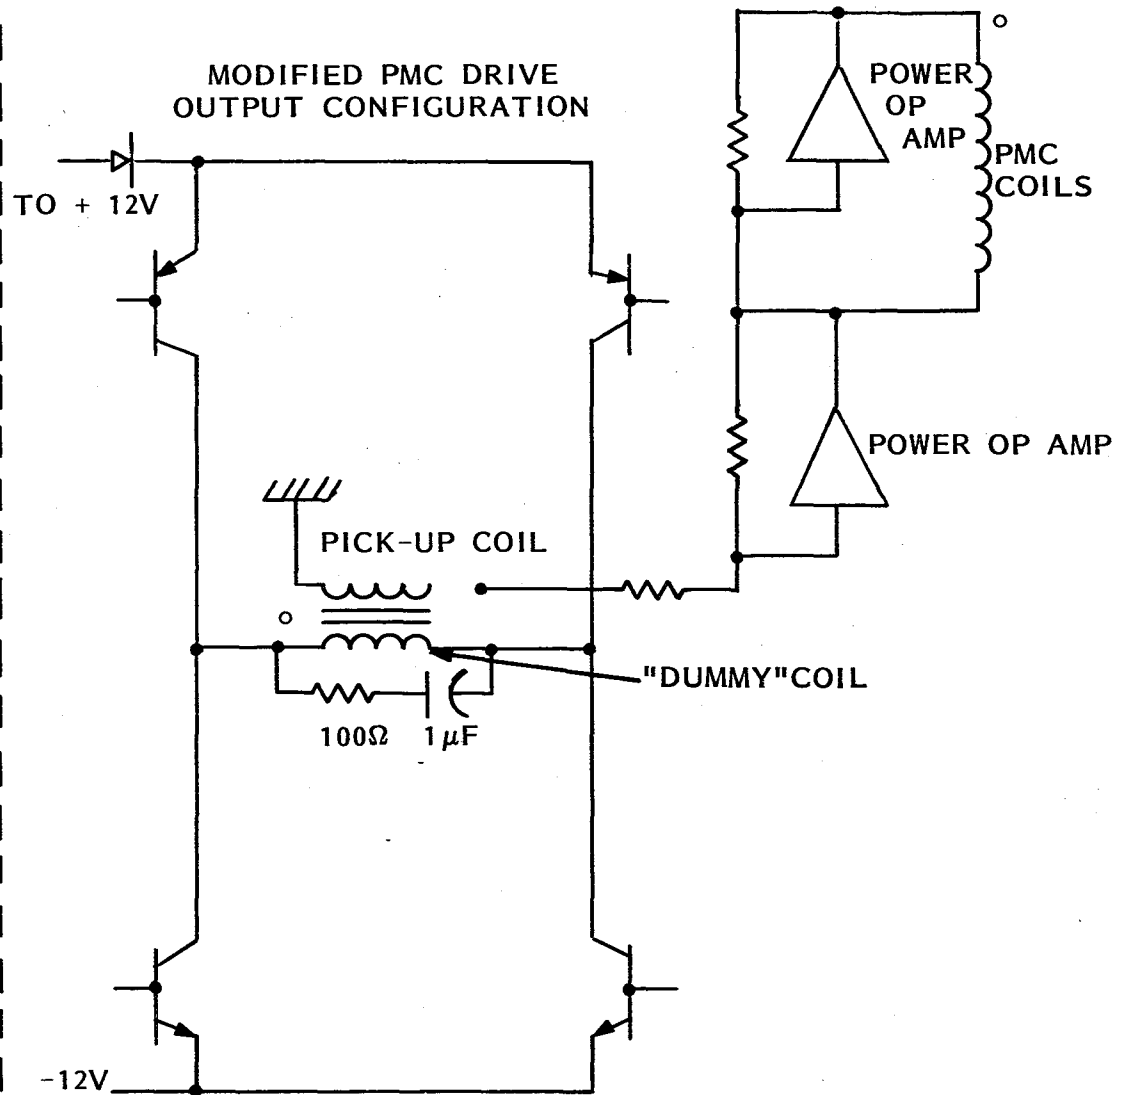 MODIFIED PMC DRIVE
OUTPUT CONFIGURATION
POWER
OP
AMP
PMC
COILS
TO + 12V
POWER OP AMP
PICK-UP COIL
"DUMMY" COIL
100Ω
1μF
-12V